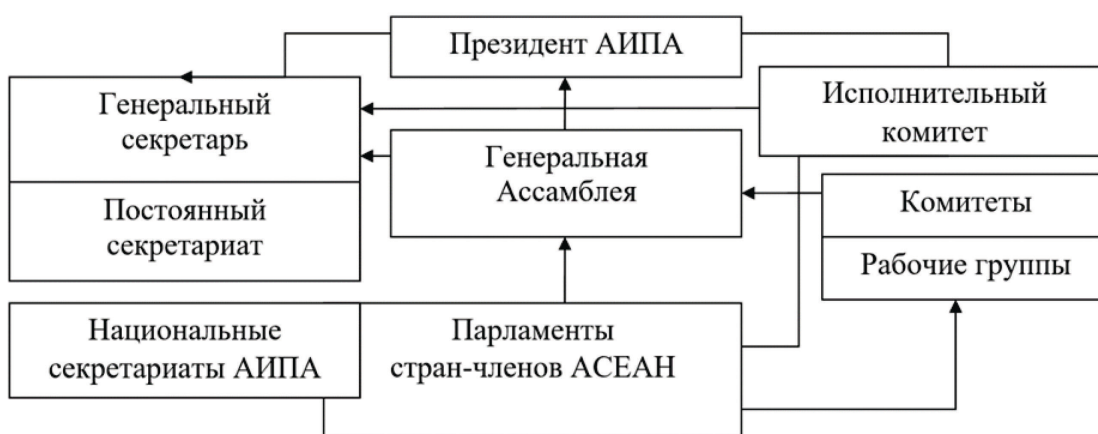 Президент АИПА
Генеральный
секретарь
Исполнительный
комитет
Генеральная
Ассамблея
Постоянный
секретариат
Комитеты
Рабочие группы
Национальные
секретариаты АИПА
Парламенты
стран-членов АСЕАН